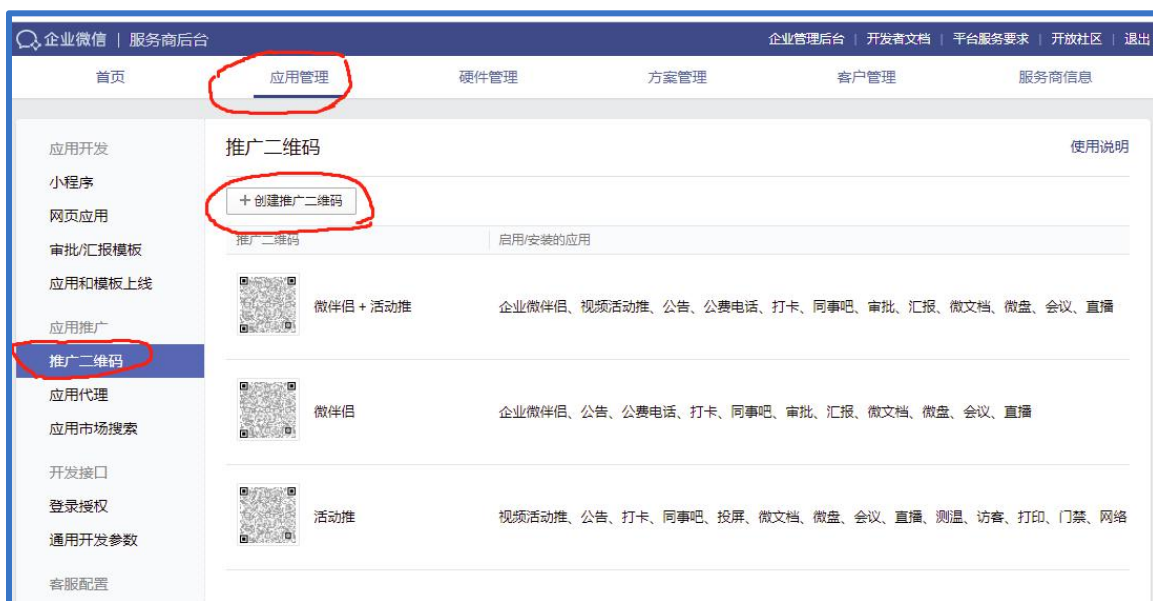 企业微信 | 服务商后台
企业管理后台 | 开发者文档 | 平台服务要求 | 开放社区 | 退出
首页 应用管理 硬件管理 方案管理 客户管理 服务商信息
应用开发
小程序
网页应用
审批/汇报模板
应用和模板上线
应用推广
推广二维码
应用代理
应用市场搜索
开发接口
登录授权
通用开发参数
客服配置
推广二维码 使用说明
+ 创建推广二维码
推广二维码 启用/安装的应用
微伴侣 + 活动推 企业微伴侣、视频活动推、公告、公费电话、打卡、同事吧、审批、汇报、微文档、微盘、会议、直播
微伴侣 企业微伴侣、公告、公费电话、打卡、同事吧、审批、汇报、微文档、微盘、会议、直播
活动推 视频活动推、公告、打卡、同事吧、投屏、微文档、微盘、会议、直播、测温、访客、打印、门禁、网络